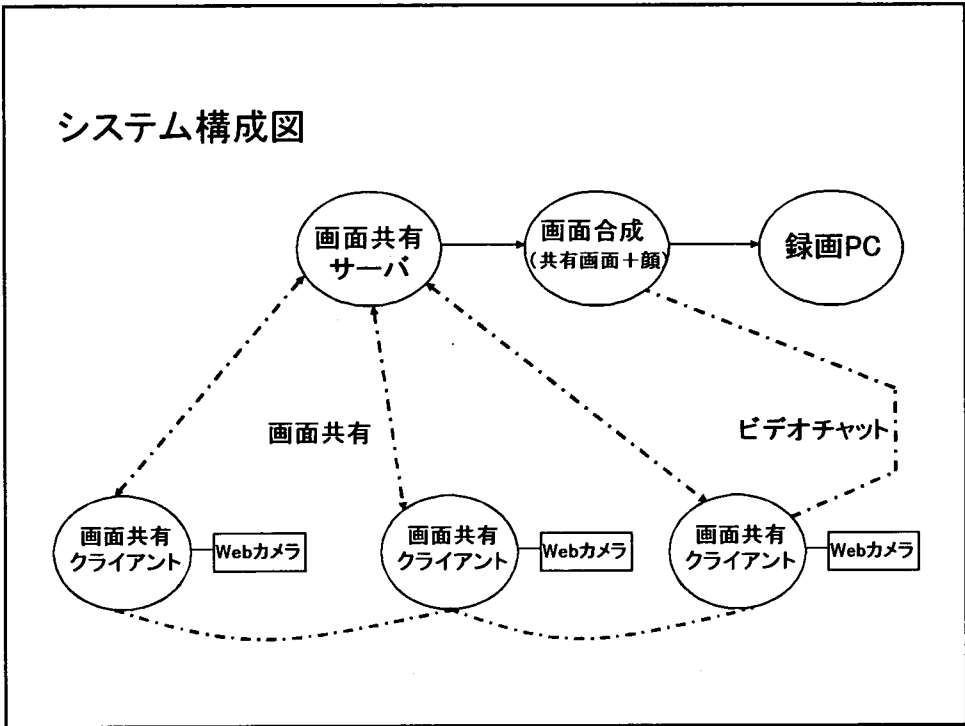 システム構成図
画面共有
サーバ
画面合成
(共有画面＋顔)
録画PC
画面共有
ビデオチャット
画面共有
クライアント
Webカメラ
画面共有
クライアント
Webカメラ
画面共有
クライアント
Webカメラ